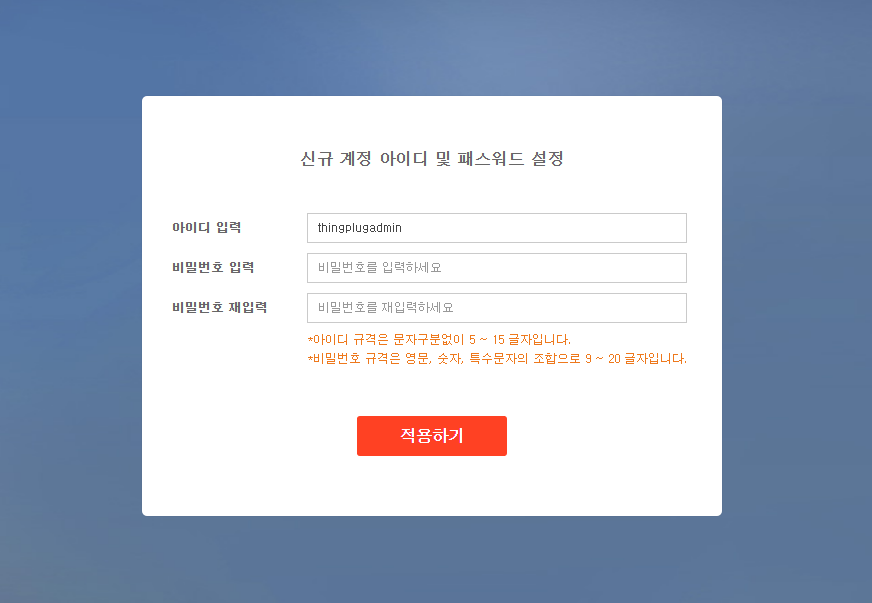 신규 계정 아이디 및 패스워드 설정
아이디 입력 thingplugadmin
비밀번호 입력 비밀번호를 입력하세요
비밀번호 재입력 비밀번호를 재입력하세요
*아이디 규격은 문자구분없이 5 ~ 15 글자입니다.
*비밀번호 규격은 영문, 숫자, 특수문자의 조합으로 9 ~ 20 글자입니다.
적용하기